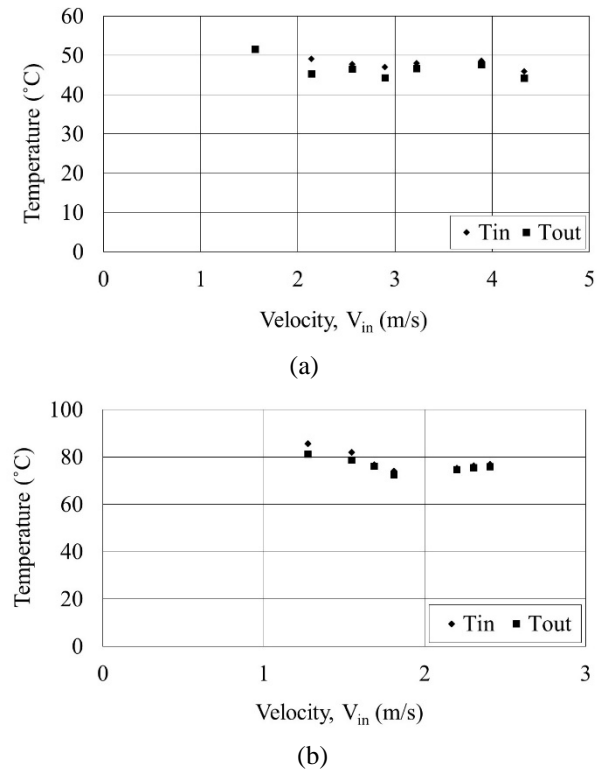 60
50
40
30
20
10
0
Temperature (˚C)
Tin Tout
0 1 2 3 4 5
Velocity, Vin (m/s)
(a)
100
80
60
40
20
0
Temperature (˚C)
Tin Tout
0 1 2 3
Velocity, Vin (m/s)
(b)